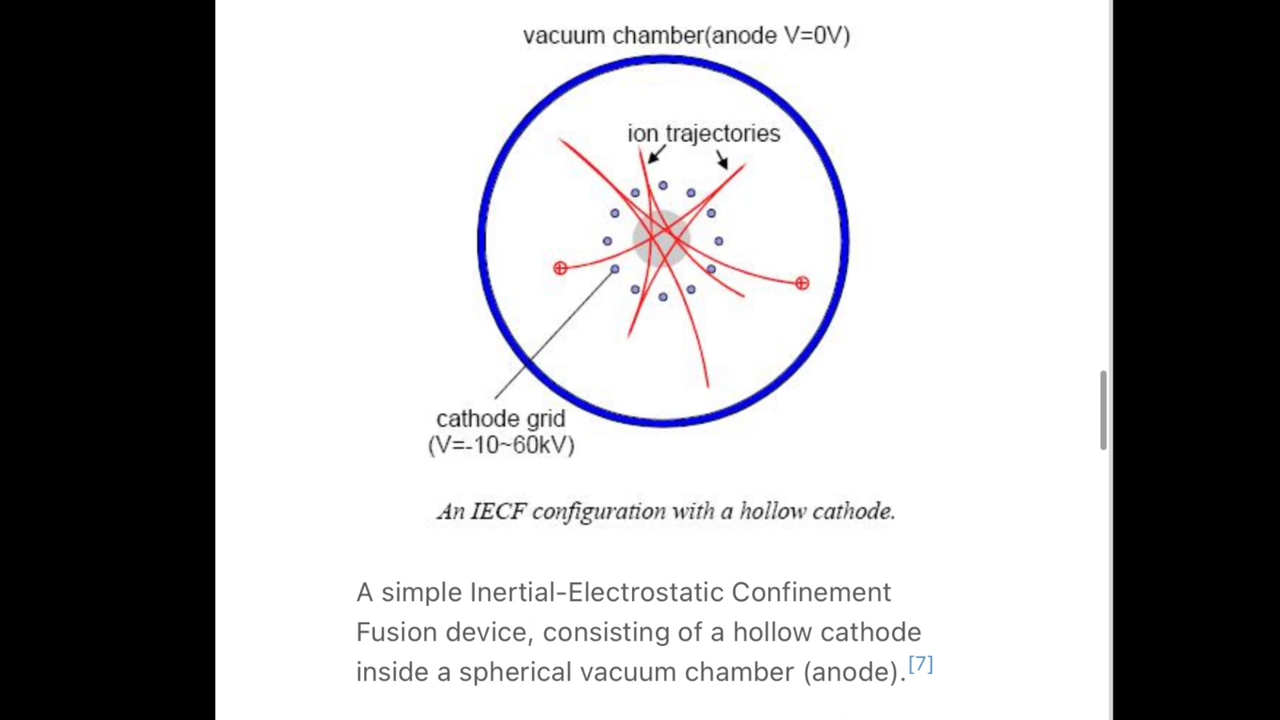 vacuum chamber(anode V=0V)
ion trajectories
cathode grid
(V=-10~60kV)
An IECF configuration with a hollow cathode.
A simple Inertial-Electrostatic Confinement
Fusion device, consisting of a hollow cathode
inside a spherical vacuum chamber (anode).[7]